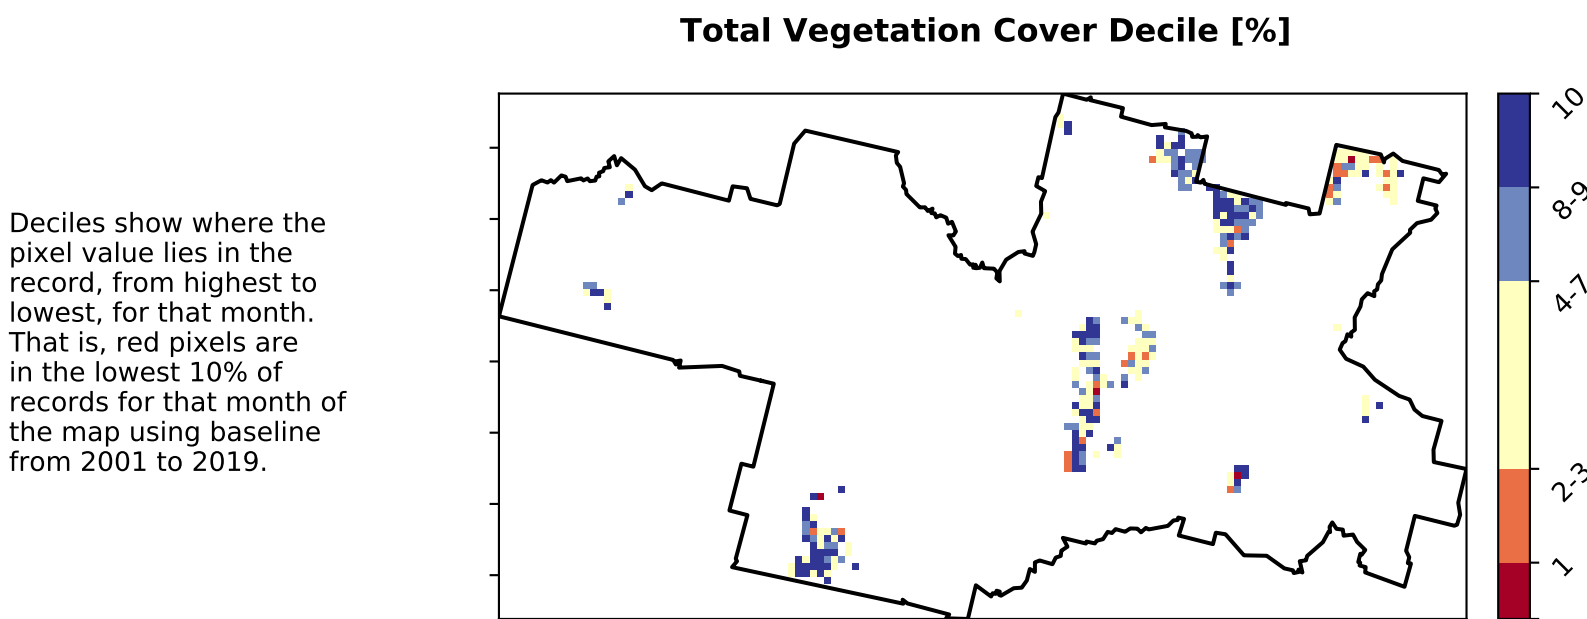 Total Vegetation Cover Decile [%]
Deciles show where the
pixel value lies in the
record, from highest to
lowest, for that month.
That is, red pixels are
in the lowest 10% of
records for that month of
the map using baseline
from 2001 to 2019.
10
8-9
4-7
2-3
1